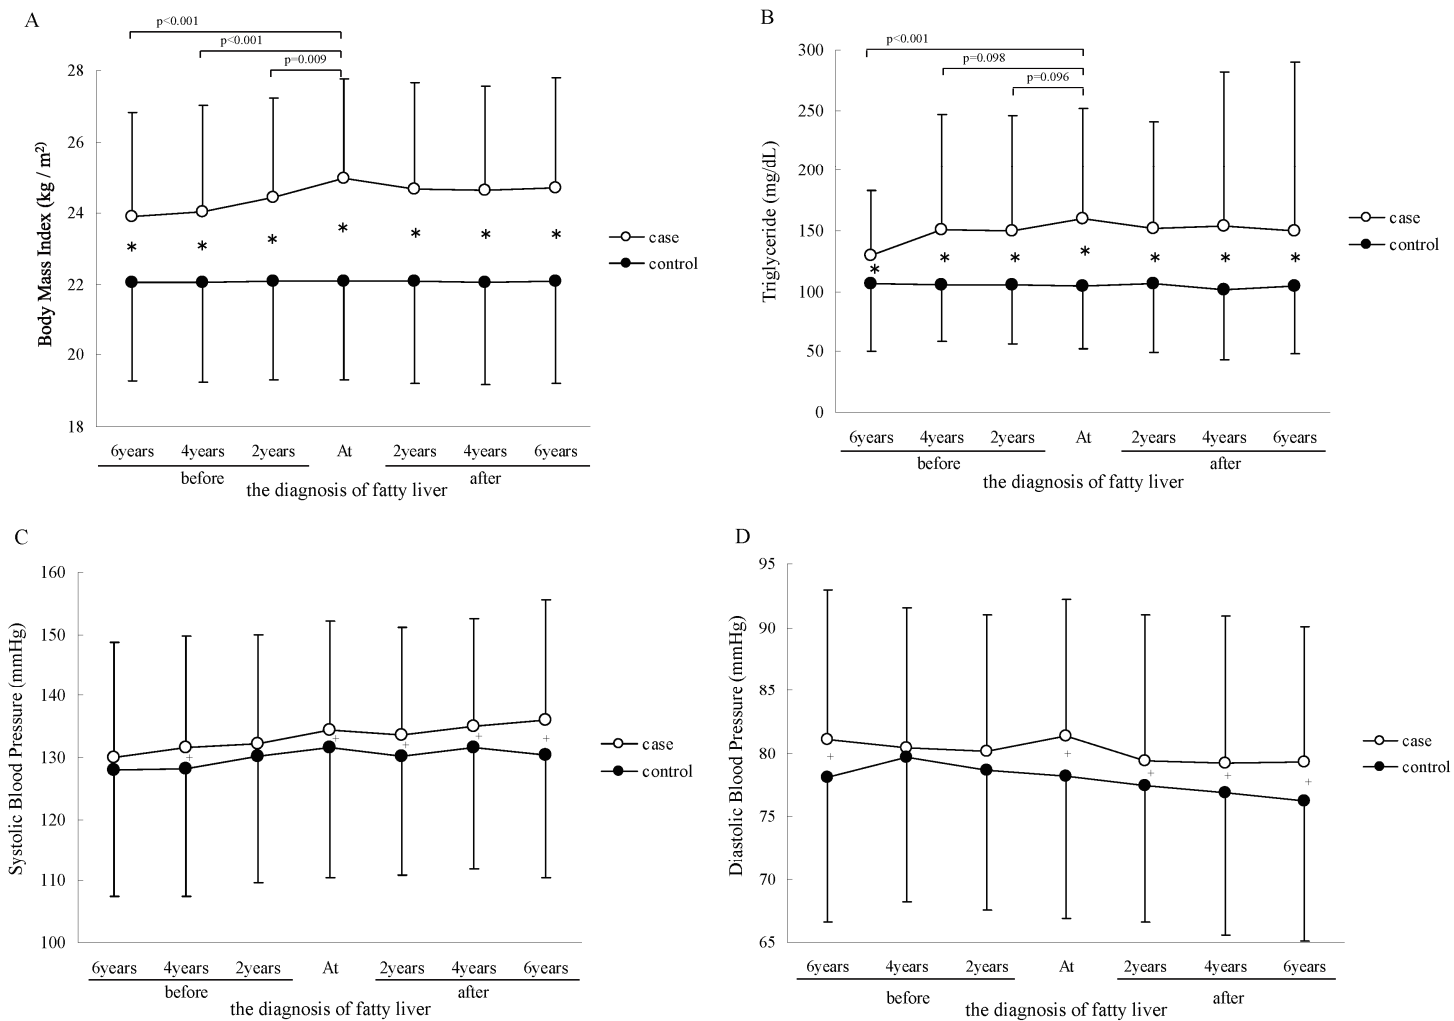 A
p<0.001
p<0.001
p=0.009
28
26
24
22
20
18
Body Mass Index (kg / m²)
* * * * * * *
case
control
6years 4years 2years At 2years 4years 6years
before after
the diagnosis of fatty liver
B
p<0.001
p=0.098
p=0.096
300
250
200
150
100
50
0
Triglyceride (mg/dL)
* * * * * * *
case
control
6years 4years 2years At 2years 4years 6years
before after
the diagnosis of fatty liver
C
160
150
140
130
120
110
100
Systolic Blood Pressure (mmHg)
+ + + + +
case
control
6years 4years 2years At 2years 4years 6years
before after
the diagnosis of fatty liver
D
95
90
85
80
75
70
65
Diastolic Blood Pressure (mmHg)
+ + + + +
case
control
6years 4years 2years At 2years 4years 6years
before after
the diagnosis of fatty liver